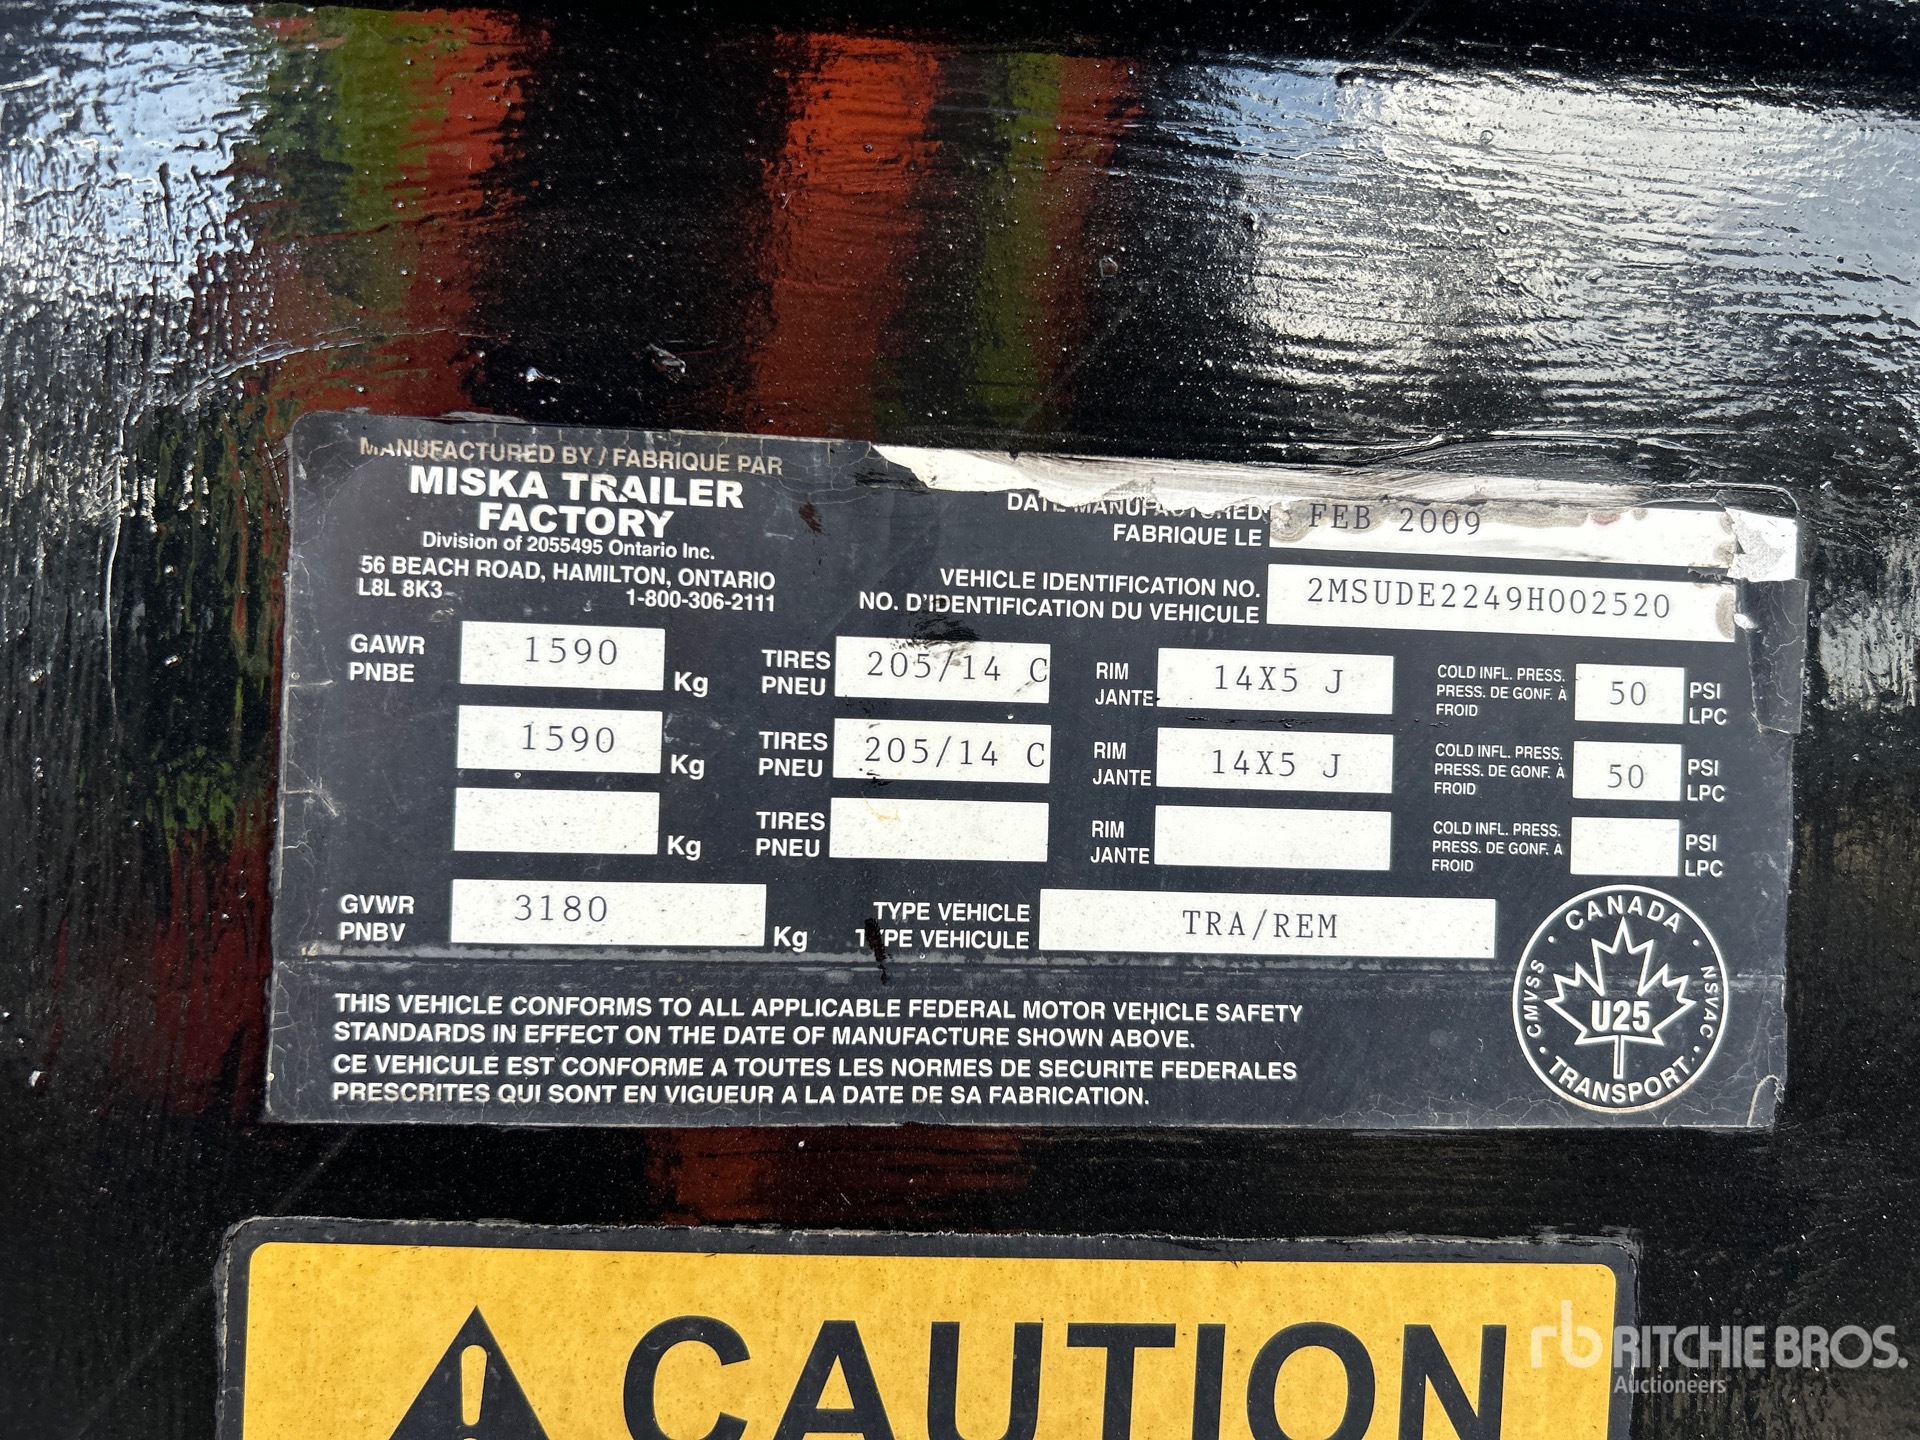 MANUFACTURED BY / FABRIQUE PAR
MISKA TRAILER
FACTORY
Division of 2055495 Ontario Inc.
56 BEACH ROAD, HAMILTON, ONTARIO
L8L 8K3 1-800-306-2111
DATE MANUFACTURED
FABRIQUE LE
FEB 2009
VEHICLE IDENTIFICATION NO.
NO. D'IDENTIFICATION DU VEHICULE
2MSUDE2249H002520
GAWR
PNBE
1590 Kg
TIRES
PNEU
205/14 C
RIM
JANTE
14X5 J
COLD INFL. PRESS.
PRESS. DE GONF. À
FROID
50
PSI
LPC
1590 Kg
TIRES
PNEU
205/14 C
RIM
JANTE
14X5 J
COLD INFL. PRESS.
PRESS. DE GONF. À
FROID
50
PSI
LPC
Kg
TIRES
PNEU
RIM
JANTE
COLD INFL. PRESS.
PRESS. DE GONF. À
FROID
PSI
LPC
GVWR
PNBV
3180 Kg
TYPE VEHICLE
TYPE VEHICULE
TRA/REM
THIS VEHICLE CONFORMS TO ALL APPLICABLE FEDERAL MOTOR VEHICLE SAFETY
STANDARDS IN EFFECT ON THE DATE OF MANUFACTURE SHOWN ABOVE.
CE VEHICULE EST CONFORME A TOUTES LES NORMES DE SECURITE FEDERALES
PRESCRITES QUI SONT EN VIGUEUR A LA DATE DE SA FABRICATION.
CANADA
CMVSS
NSVAC
U25
TRANSPORT
CAUTION
rb RITCHIE BROS.
Auctioneers